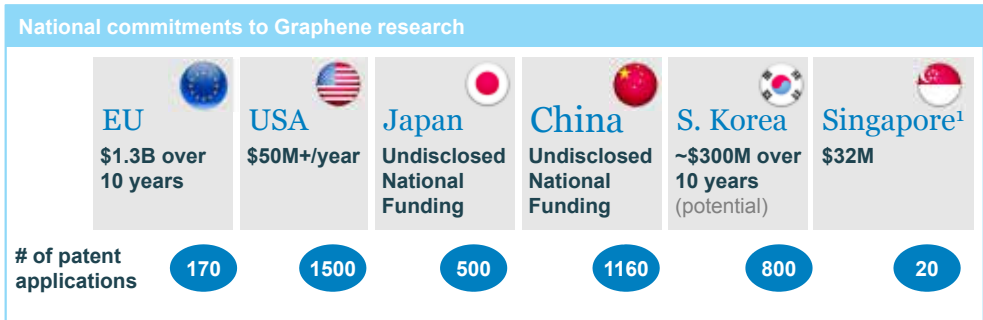 National commitments to Graphene research
EU
$1.3B over
10 years
USA
$50M+/year
Japan
Undisclosed
National
Funding
China
Undisclosed
National
Funding
S. Korea
~$300M over
10 years
(potential)
Singapore¹
$32M
# of patent
applications
170
1500
500
1160
800
20